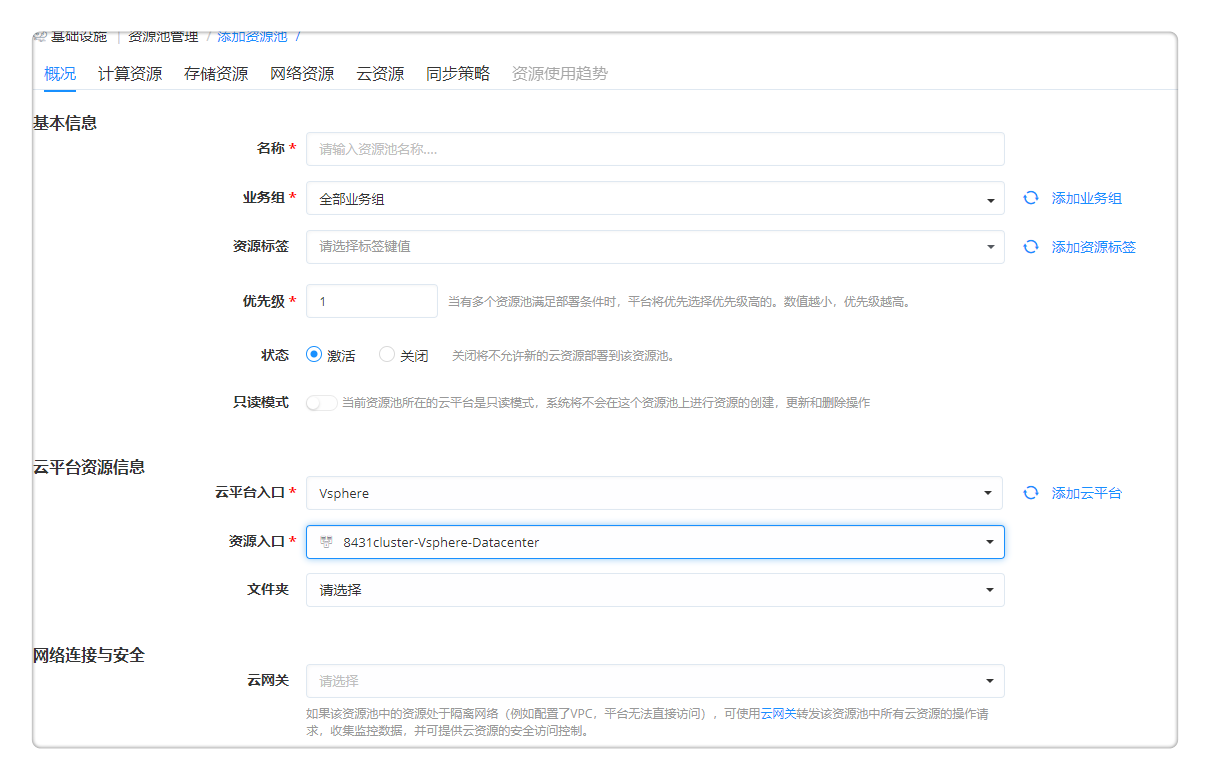 基础设施 | 资源池管理 / 添加资源池 /
概况 计算资源 存储资源 网络资源 云资源 同步策略 资源使用趋势
基本信息
名称 * 请输入资源池名称....
业务组 * 全部业务组 添加业务组
资源标签 请选择标签键值 添加资源标签
优先级 * 1 当有多个资源池满足部署条件时，平台将优先选择优先级高的。数值越小，优先级越高。
状态 激活 关闭 关闭将不允许新的云资源部署到该资源池。
只读模式 当前资源池所在的云平台是只读模式，系统将不会在这个资源池上进行资源的创建，更新和删除操作
云平台资源信息
云平台入口 * Vsphere 添加云平台
资源入口 * 8431cluster-Vsphere-Datacenter
文件夹 请选择
网络连接与安全
云网关 请选择
如果该资源池中的资源处于隔离网络（例如配置了VPC，平台无法直接访问），可使用云网关转发该资源池中所有云资源的操作请
求，收集监控数据，并可提供云资源的安全访问控制。